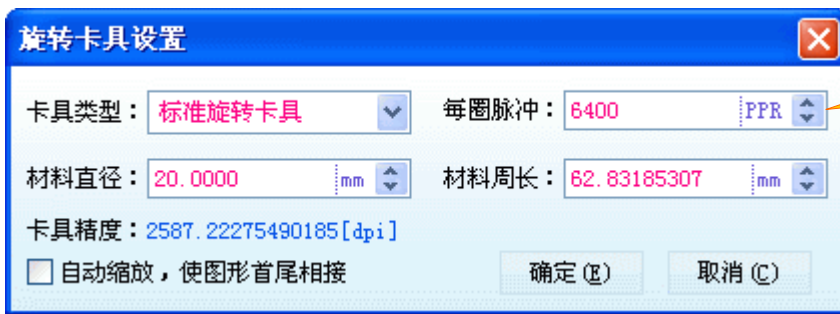 旋转卡具设置
卡具类型：标准旋转卡具 每圈脉冲：6400 PPR
材料直径：20.0000 mm 材料周长：62.83185307 mm
卡具精度：2587.22275490185[dpi]
自动缩放，使图形首尾相接 确定(E) 取消(C)